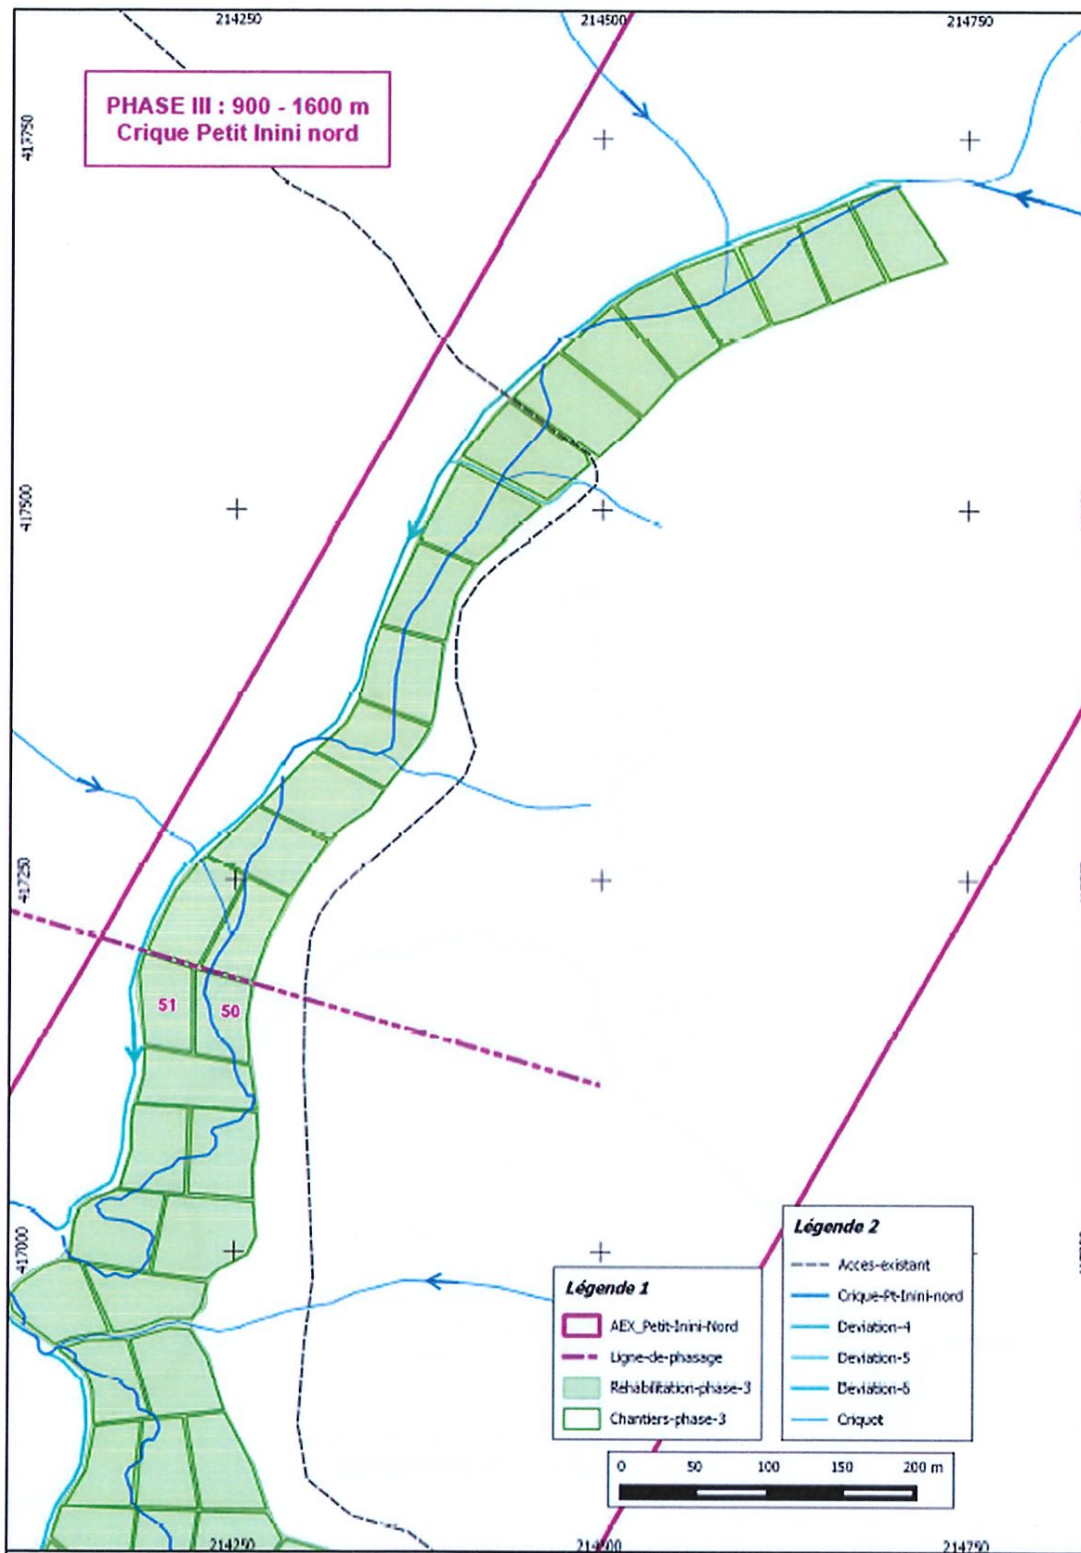 214250
214500
214750
PHASE III : 900 - 1600 m
Crique Petit Inini nord
417750
417500
417250
51
50
417000
Légende 1
AEX_Petit-Inini-Nord
Ligne-de-phasage
Rehabilitation-phase-3
Chantiers-phase-3
Légende 2
Acces-existant
Crique-Pt-Inini-nord
Deviation-4
Deviation-5
Deviation-6
Criquot
0 50 100 150 200 m
214250
214500
214750